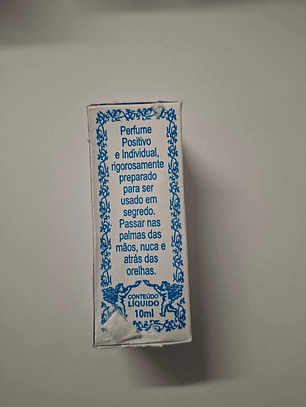 Perfume
Positivo
e Individual,
rigorosamente
preparado
para ser
usado em
segredo.
Passar nas
palmas das
mãos, nuca e
atrás das
orelhas.
CONTEÚDO
LÍQUIDO
10ml